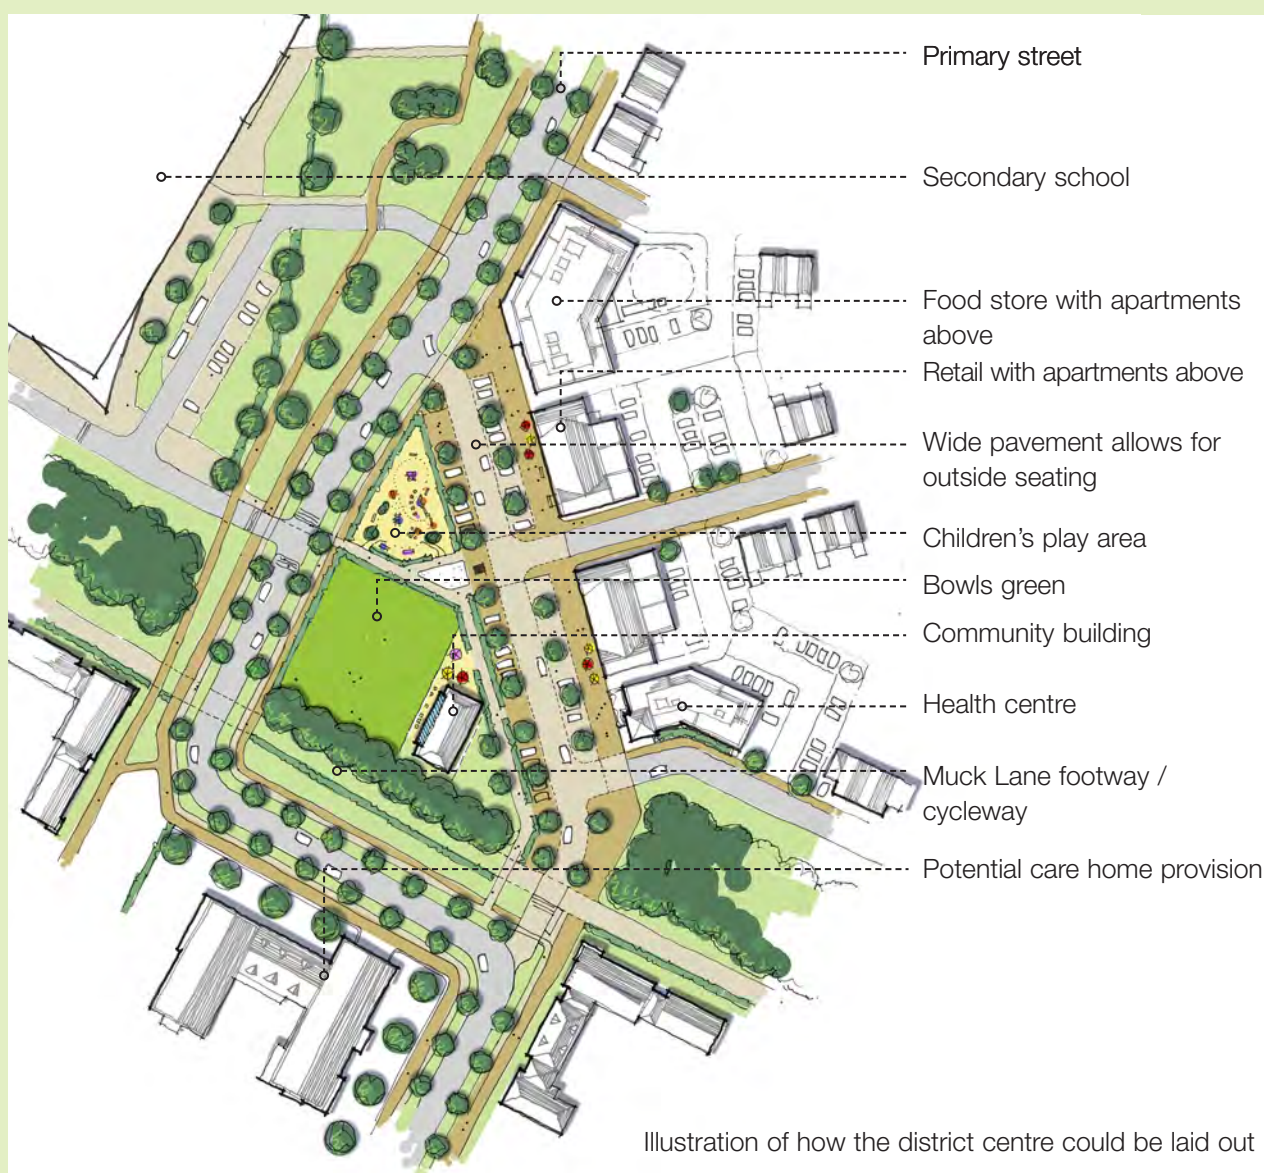 Primary street
Secondary school
Food store with apartments
above
Retail with apartments above
Wide pavement allows for
outside seating
Children’s play area
Bowls green
Community building
Health centre
Muck Lane footway /
cycleway
Potential care home provision
Illustration of how the district centre could be laid out